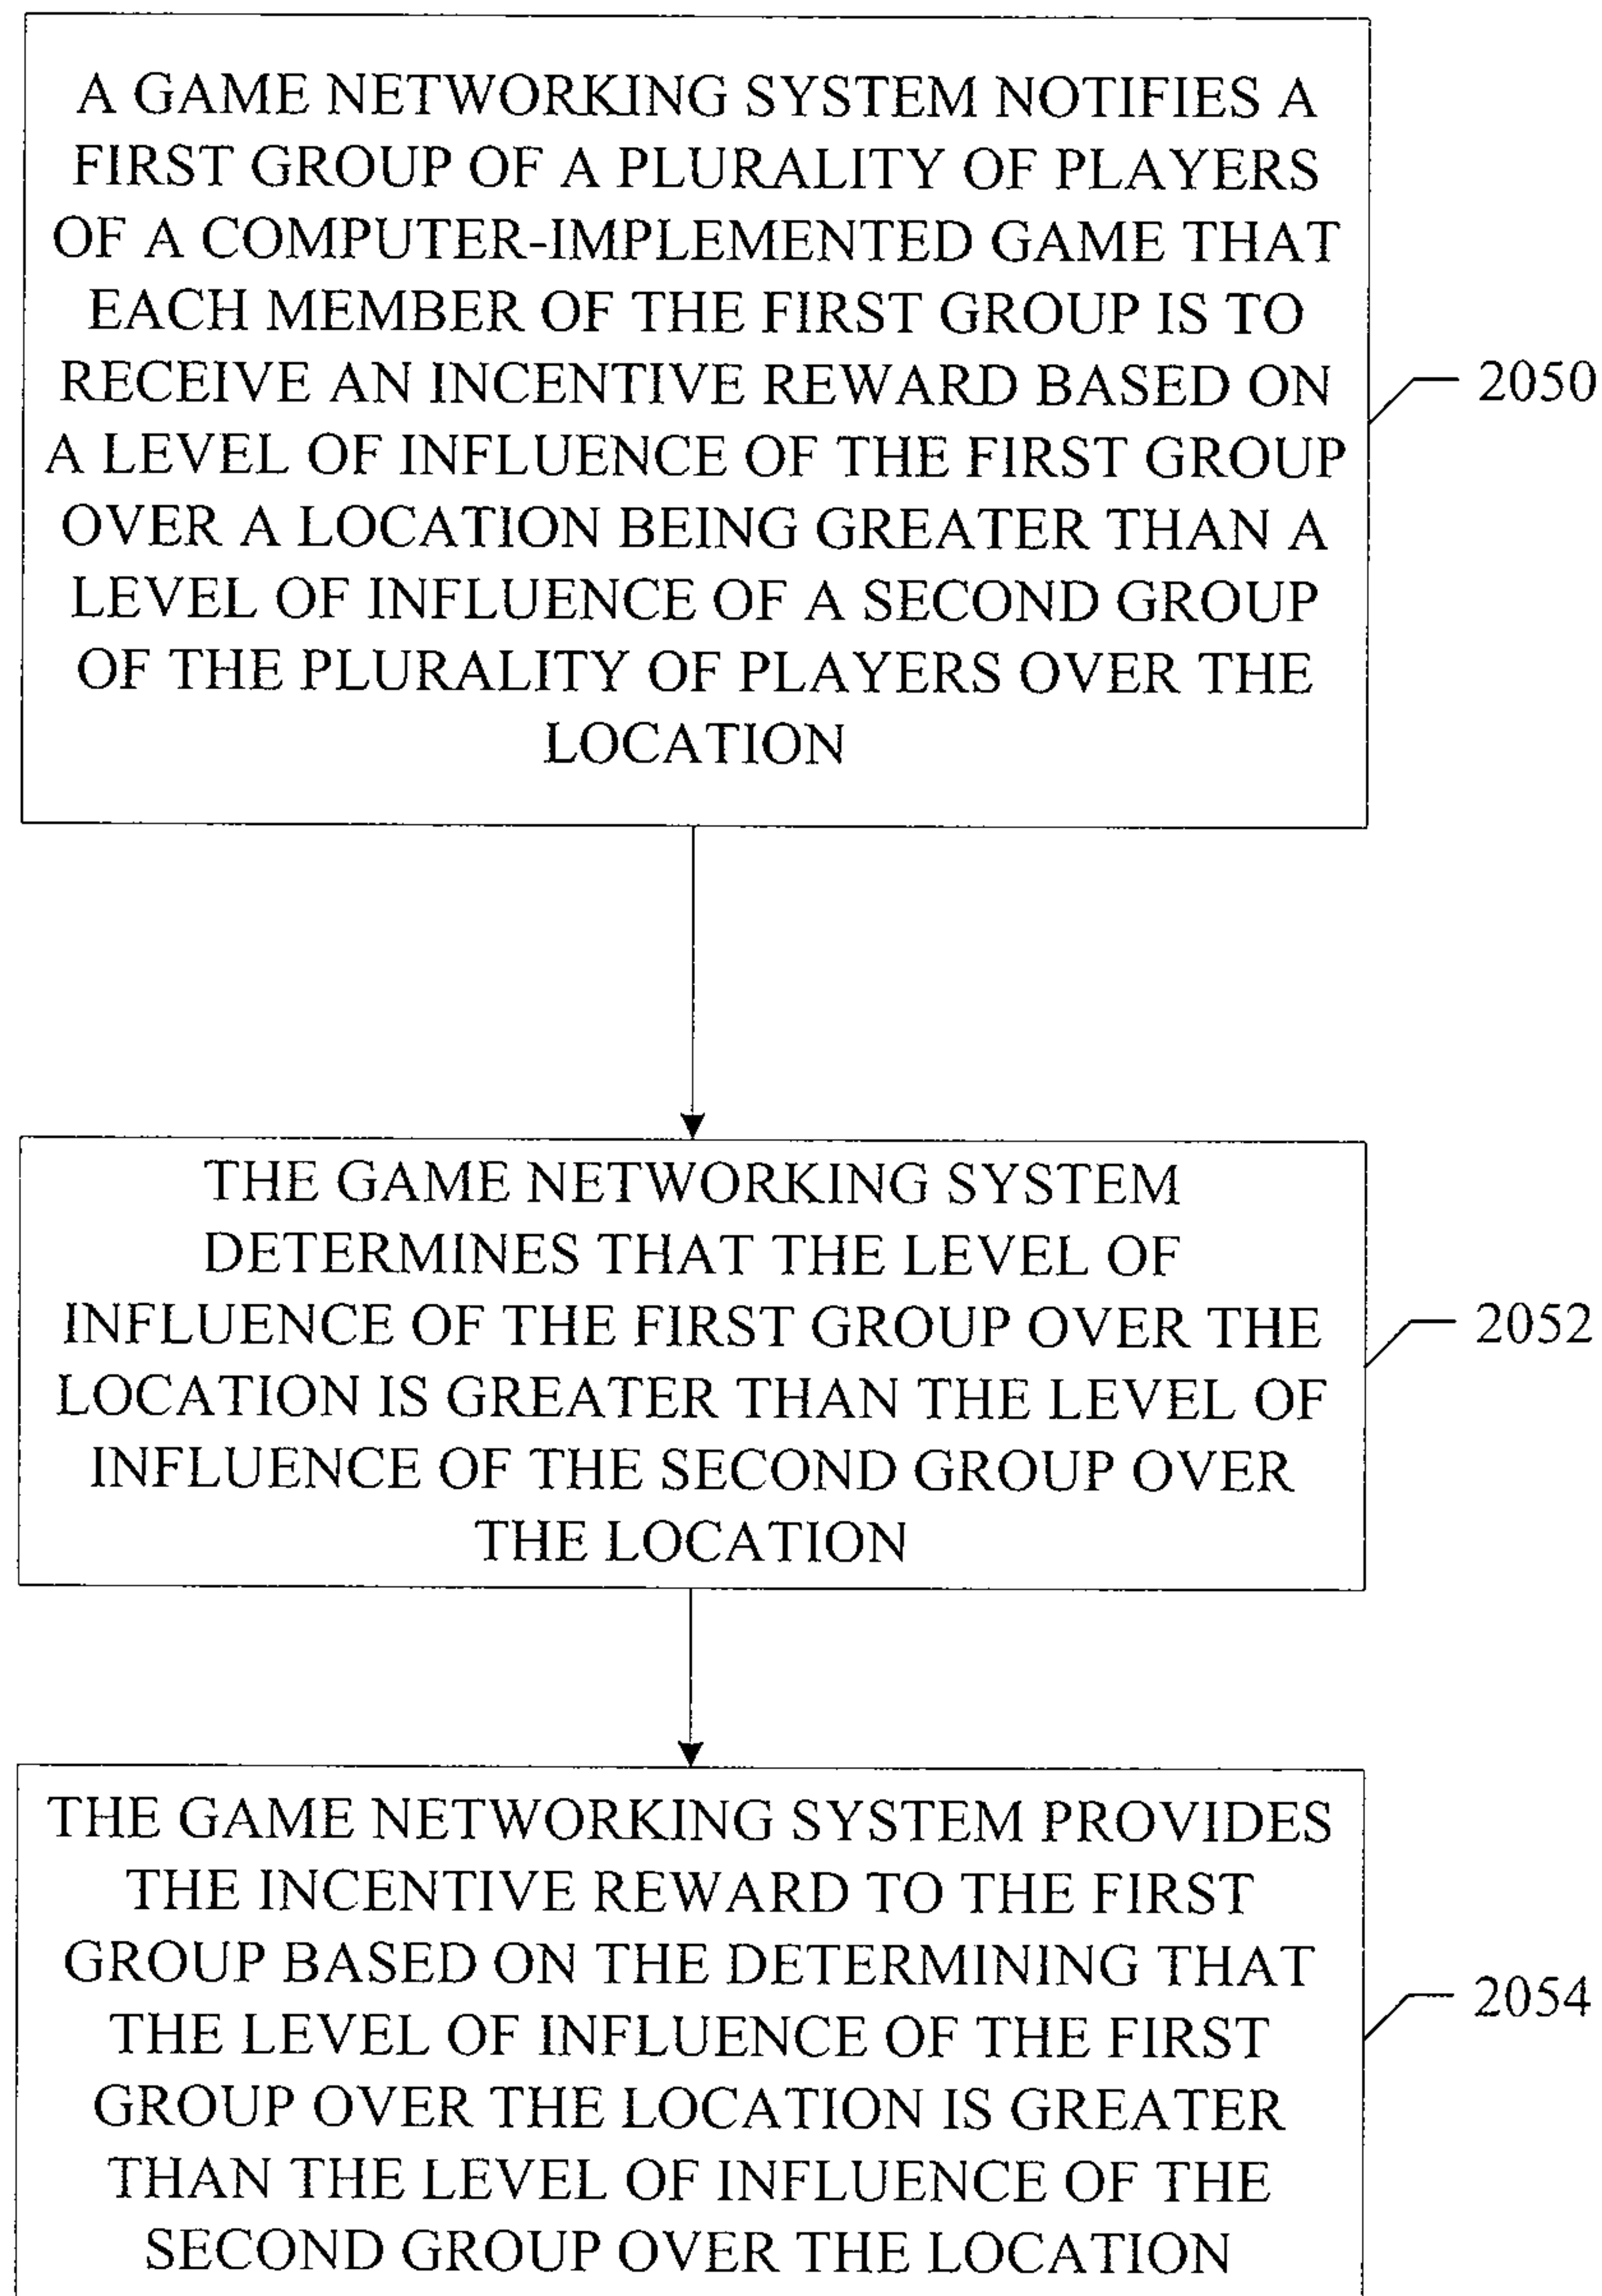 A GAME NETWORKING SYSTEM NOTIFIES A
FIRST GROUP OF A PLURALITY OF PLAYERS
OF A COMPUTER-IMPLEMENTED GAME THAT
EACH MEMBER OF THE FIRST GROUP IS TO
RECEIVE AN INCENTIVE REWARD BASED ON
A LEVEL OF INFLUENCE OF THE FIRST GROUP
OVER A LOCATION BEING GREATER THAN A
LEVEL OF INFLUENCE OF A SECOND GROUP
OF THE PLURALITY OF PLAYERS OVER THE
LOCATION
2050
THE GAME NETWORKING SYSTEM
DETERMINES THAT THE LEVEL OF
INFLUENCE OF THE FIRST GROUP OVER THE
LOCATION IS GREATER THAN THE LEVEL OF
INFLUENCE OF THE SECOND GROUP OVER
THE LOCATION
2052
THE GAME NETWORKING SYSTEM PROVIDES
THE INCENTIVE REWARD TO THE FIRST
GROUP BASED ON THE DETERMINING THAT
THE LEVEL OF INFLUENCE OF THE FIRST
GROUP OVER THE LOCATION IS GREATER
THAN THE LEVEL OF INFLUENCE OF THE
SECOND GROUP OVER THE LOCATION
2054